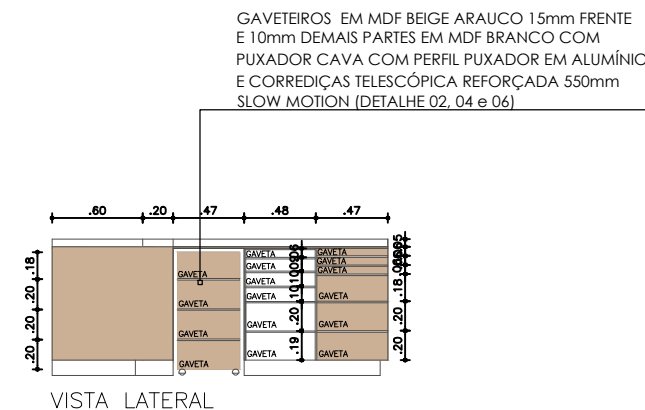 GAVETEIROS EM MDF BEIGE ARAUCO 15mm FRENTE
E 10mm DEMAIS PARTES EM MDF BRANCO COM
PUXADOR CAVA COM PERFIL PUXADOR EM ALUMÍNIO
E CORREDIÇAS TELESCÓPICA REFORÇADA 550mm
SLOW MOTION (DETALHE 02, 04 e 06)
.60 .20 .47 .48 .47
.18
.20
.20
.20
GAVETA
GAVETA
GAVETA
GAVETA
GAVETA
GAVETA
GAVETA
GAVETA
GAVETA
GAVETA
.10
.20
.19
GAVETA
GAVETA
GAVETA
GAVETA
GAVETA
GAVETA
.18
.20
.20
VISTA LATERAL